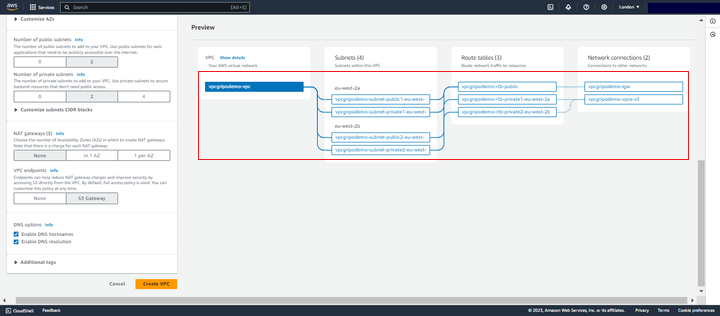 aws
Services
Search
[Alt+S]
London
Customize AZs
Number of public subnets Info
The number of public subnets to add to your VPC. Use public subnets for web
applications that need to be publicly accessible over the internet.
0 2
Number of private subnets Info
The number of private subnets to add to your VPC. Use private subnets to secure
backend resources that don't need public access.
0 2 4
Customize subnets CIDR blocks
NAT gateways ($) Info
Choose the number of Availability Zones (AZs) in which to create NAT gateways.
Note that there is a charge for each NAT gateway
None In 1 AZ 1 per AZ
VPC endpoints Info
Endpoints can help reduce NAT gateway charges and improve security by
accessing S3 directly from the VPC. By default, full access policy is used. You can
customize this policy at any time.
None S3 Gateway
DNS options Info
Enable DNS hostnames
Enable DNS resolution
Additional tags
Cancel Create VPC
Preview
VPC Show details
Your AWS virtual network
vpcgripodemo-vpc
Subnets (4)
Subnets within this VPC
eu-west-2a
vpcgripodemo-subnet-public1-eu-west-
vpcgripodemo-subnet-private1-eu-west-
eu-west-2b
vpcgripodemo-subnet-public2-eu-west-
vpcgripodemo-subnet-private2-eu-west-
Route tables (3)
Route network traffic to resources
vpcgripodemo-rtb-public
vpcgripodemo-rtb-private1-eu-west-2a
vpcgripodemo-rtb-private2-eu-west-2b
Network connections (2)
Connections to other networks
vpcgripodemo-igw
vpcgripodemo-vpce-s3
CloudShell Feedback
© 2023, Amazon Web Services, Inc. or its affiliates. Privacy Terms Cookie preferences